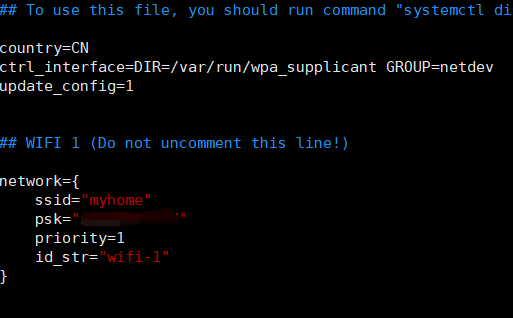 ## To use this file, you should run command "systemctl di
country=CN
ctrl_interface=DIR=/var/run/wpa_supplicant GROUP=netdev
update_config=1
## WIFI 1 (Do not uncomment this line!)
network={
ssid="myhome"
psk=""
priority=1
id_str="wifi-1"
}